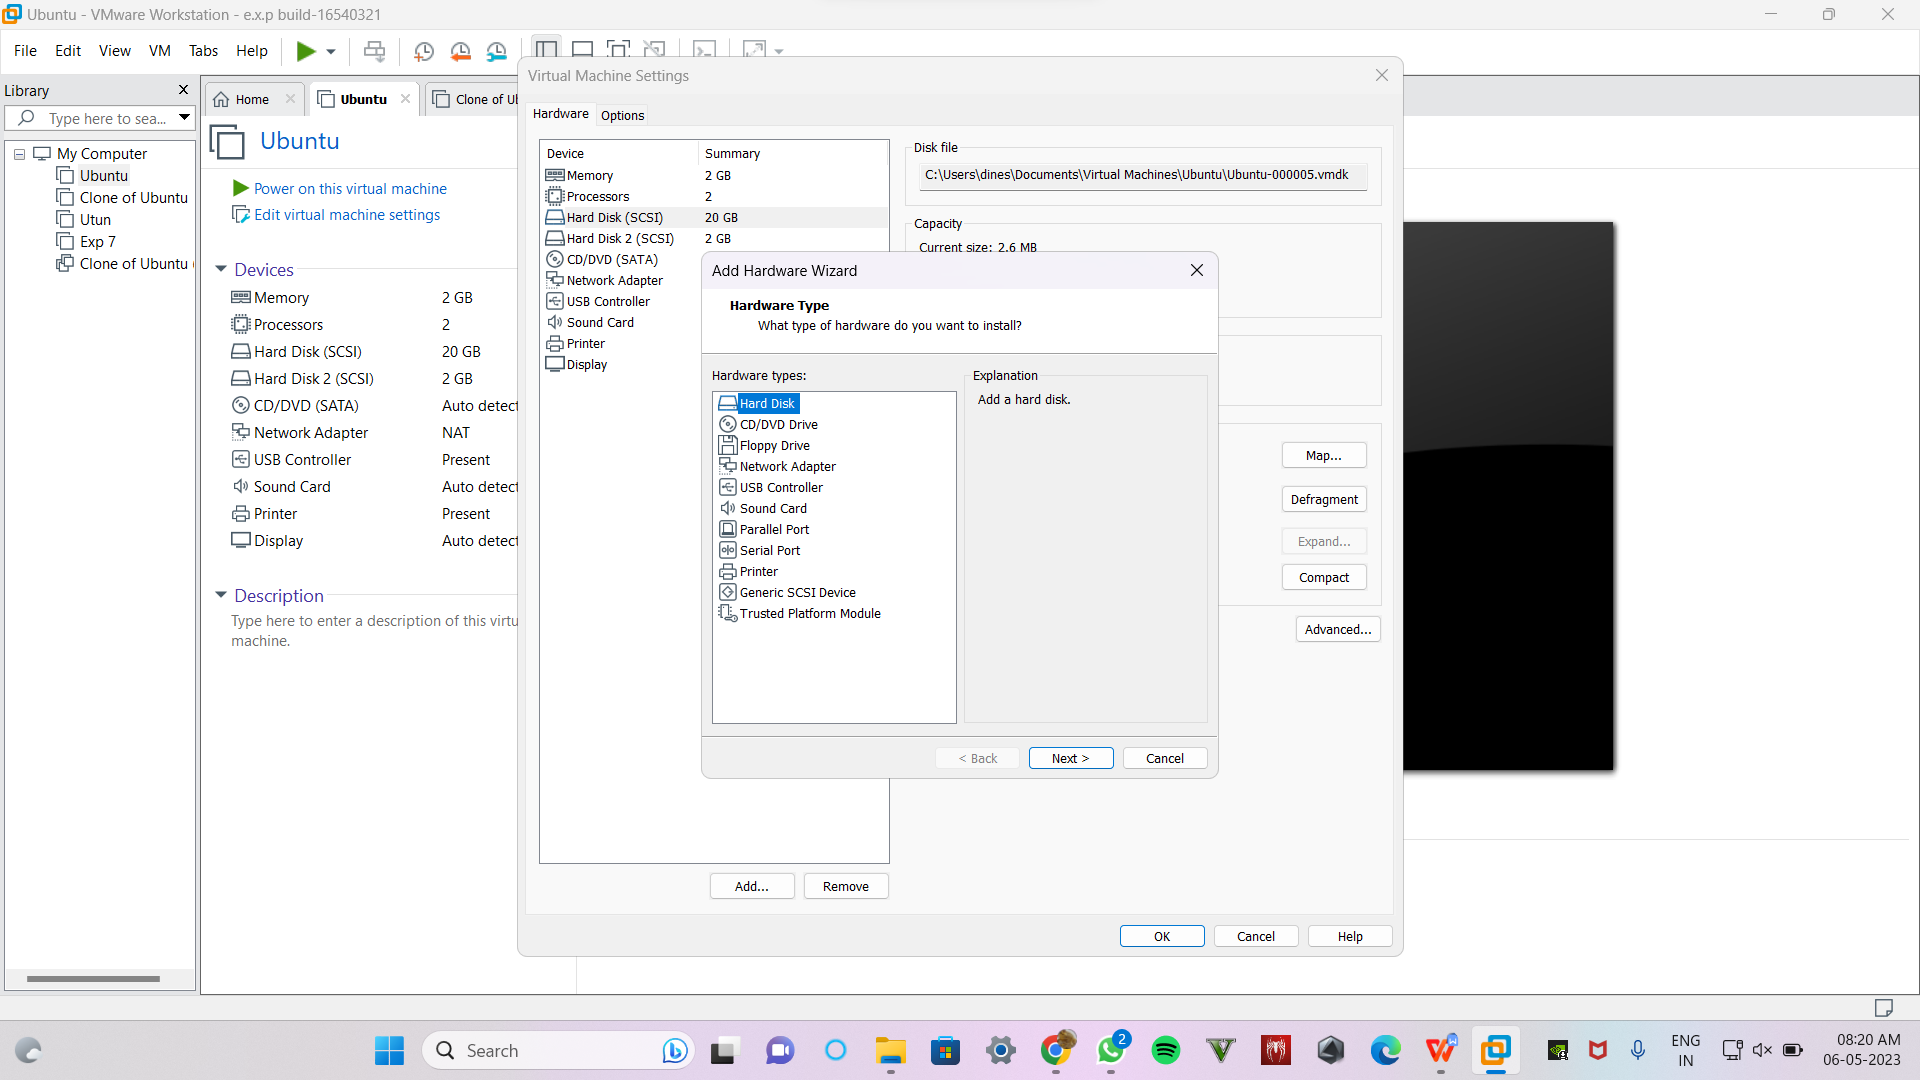 Ubuntu - VMware Workstation - e.x.p build-16540321
File Edit View VM Tabs Help
Library
Type here to sea...
My Computer
Ubuntu
Clone of Ubuntu
Utun
Exp 7
Clone of Ubuntu
Home
Ubuntu
Clone of Ub
Ubuntu
Power on this virtual machine
Edit virtual machine settings
Devices
Memory 2 GB
Processors 2
Hard Disk (SCSI) 20 GB
Hard Disk 2 (SCSI) 2 GB
CD/DVD (SATA) Auto detect
Network Adapter NAT
USB Controller Present
Sound Card Auto detect
Printer Present
Display Auto detect
Description
Type here to enter a description of this virtu
machine.
Virtual Machine Settings
Hardware Options
Device Summary
Memory 2 GB
Processors 2
Hard Disk (SCSI) 20 GB
Hard Disk 2 (SCSI) 2 GB
CD/DVD (SATA)
Network Adapter
USB Controller
Sound Card
Printer
Display
Add... Remove
Disk file
C:\Users\dines\Documents\Virtual Machines\Ubuntu\Ubuntu-000005.vmdk
Capacity
Current size: 2.6 MB
Map...
Defragment
Expand...
Compact
Advanced...
OK Cancel Help
Add Hardware Wizard
Hardware Type
What type of hardware do you want to install?
Hardware types:
Hard Disk
CD/DVD Drive
Floppy Drive
Network Adapter
USB Controller
Sound Card
Parallel Port
Serial Port
Printer
Generic SCSI Device
Trusted Platform Module
Explanation
Add a hard disk.
< Back Next > Cancel
Search
2
ENG
IN
08:20 AM
06-05-2023